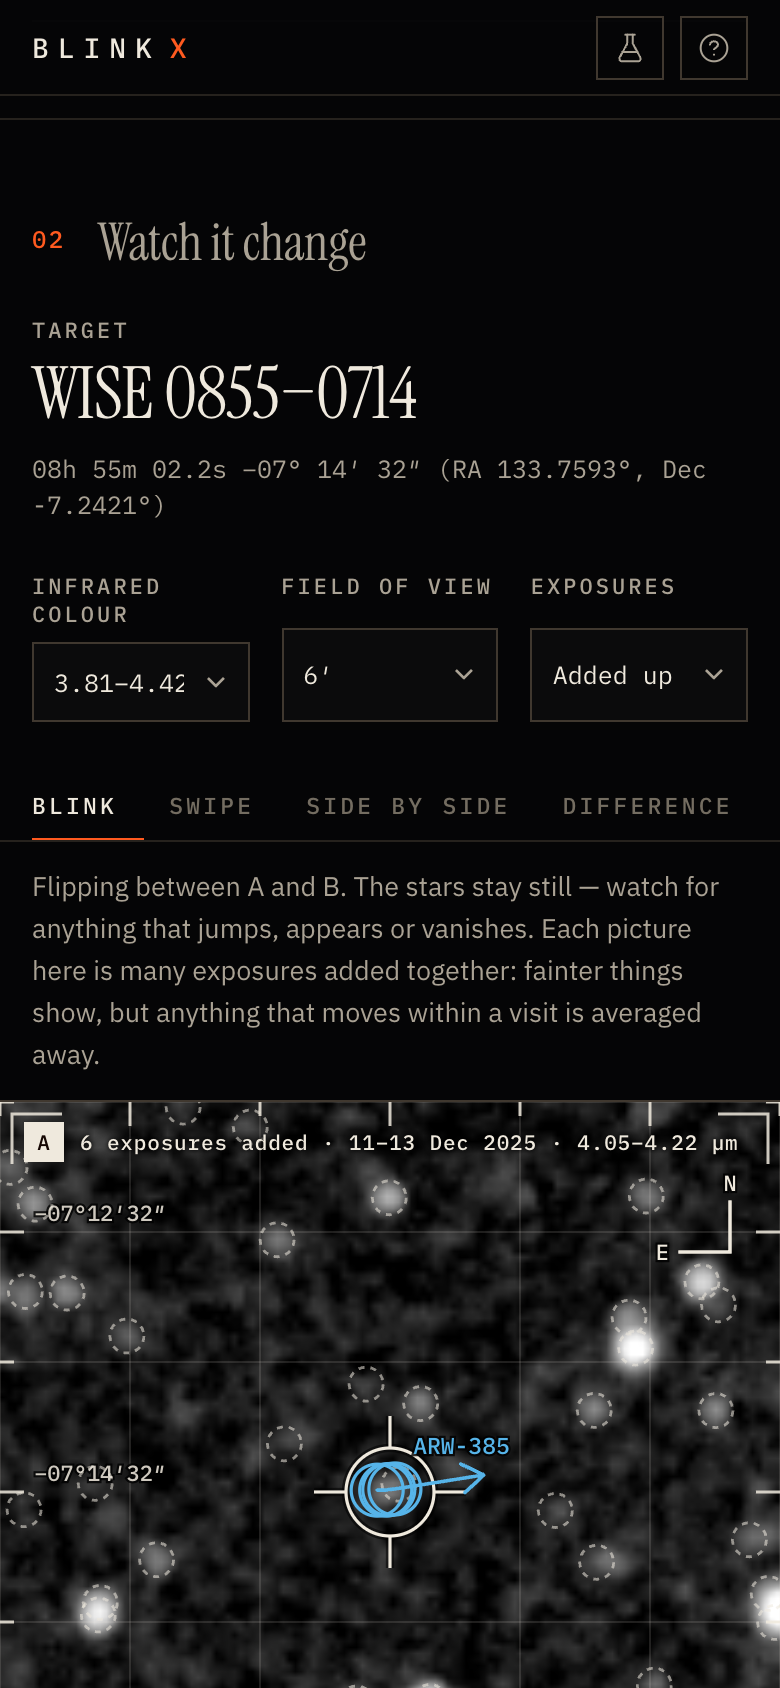 BLINK X
02 Watch it change
TARGET
WISE 0855−0714
08h 55m 02.2s −07° 14′ 32″ (RA 133.7593°, Dec
-7.2421°)
INFRARED
COLOUR
FIELD OF VIEW
EXPOSURES
3.81–4.42
6′
Added up
BLINK SWIPE SIDE BY SIDE DIFFERENCE
Flipping between A and B. The stars stay still — watch for
anything that jumps, appears or vanishes. Each picture
here is many exposures added together: fainter things
show, but anything that moves within a visit is averaged
away.
A 6 exposures added · 11–13 Dec 2025 · 4.05–4.22 µm
N
−07°12′32″
E
ARW-385
−07°14′32″